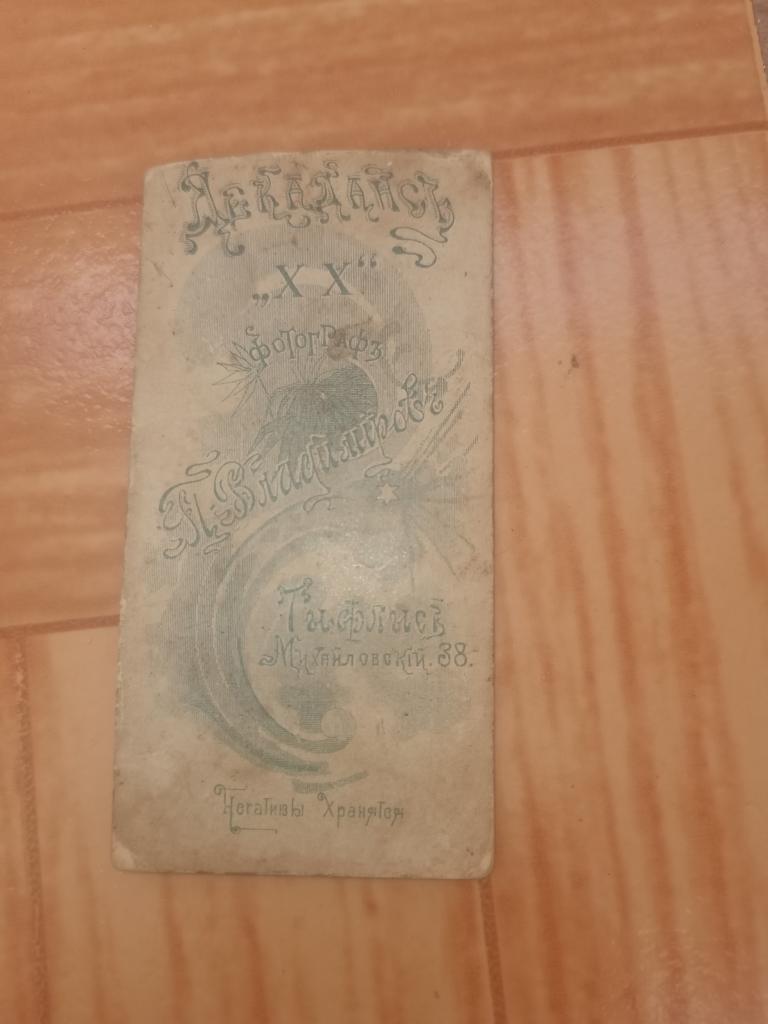 Декадансъ
„XX“
Фотографъ
П. Владиміровъ
Тифлисъ
Михайловскій. 38.
Негативы Хранятся